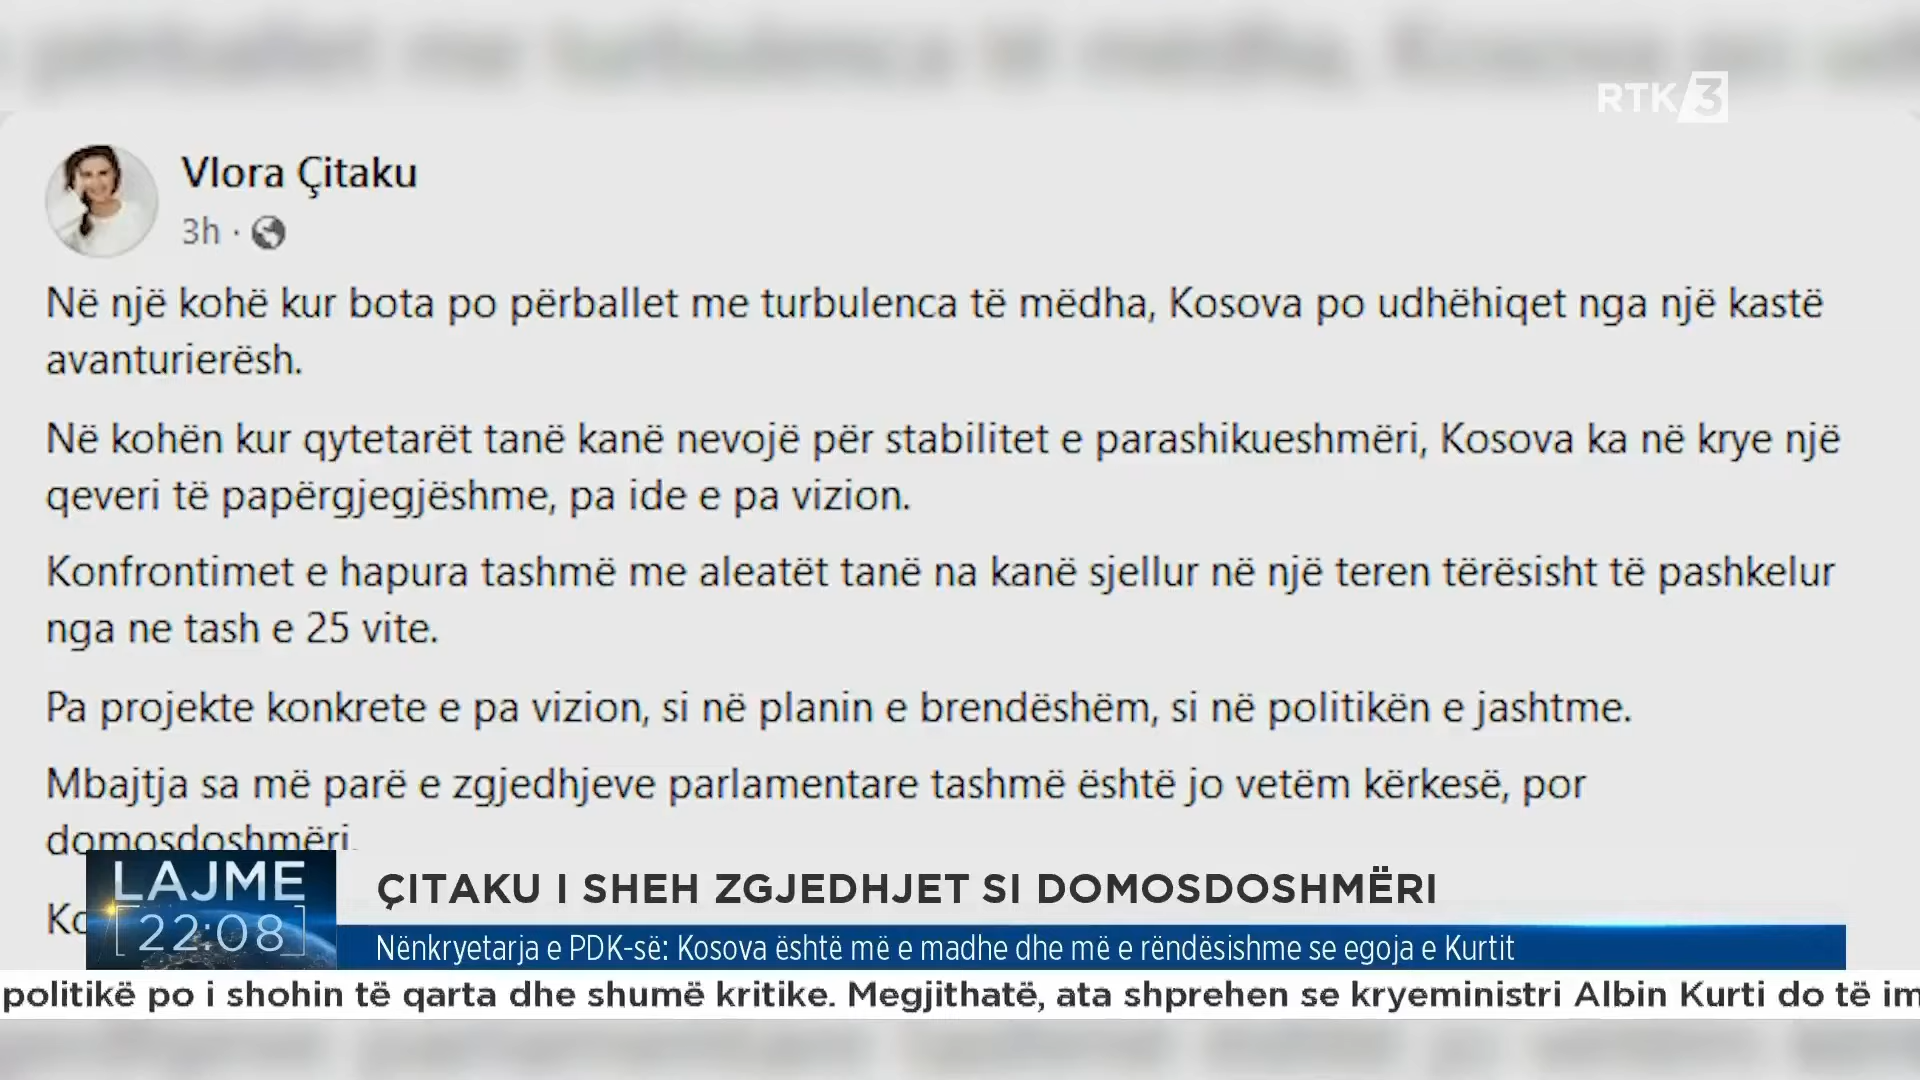 RTK 3
Vlora Çitaku
3h ·
Në një kohë kur bota po përballet me turbulenca të mëdha, Kosova po udhëhiqet nga një kastë
avanturierësh.
Në kohën kur qytetarët tanë kanë nevojë për stabilitet e parashikueshmëri, Kosova ka në krye një
qeveri të papërgjegjëshme, pa ide e pa vizion.
Konfrontimet e hapura tashmë me aleatët tanë na kanë sjellur në një teren tërësisht të pashkelur
nga ne tash e 25 vite.
Pa projekte konkrete e pa vizion, si në planin e brendëshëm, si në politikën e jashtme.
Mbajtja sa më parë e zgjedhjeve parlamentare tashmë është jo vetëm kërkesë, por
domosdoshmëri.
Ko
LAJME
22:08
ÇITAKU I SHEH ZGJEDHJET SI DOMOSDOSHMËRI
Nënkryetarja e PDK-së: Kosova është më e madhe dhe më e rëndësishme se egoja e Kurtit
politikë po i shohin të qarta dhe shumë kritike. Megjithatë, ata shprehen se kryeministri Albin Kurti do të im